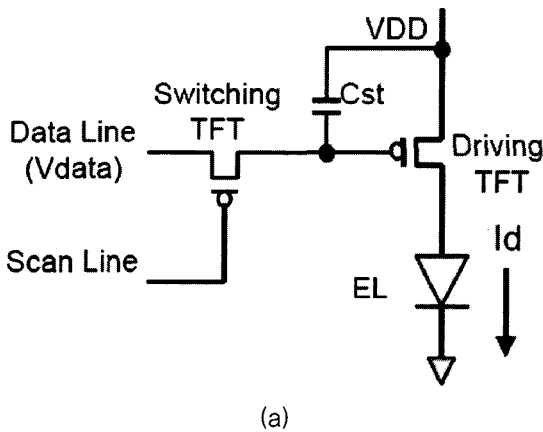 VDD
Switching
TFT
Cst
Data Line
(Vdata)
Driving
TFT
Scan Line
Id
EL
(a)